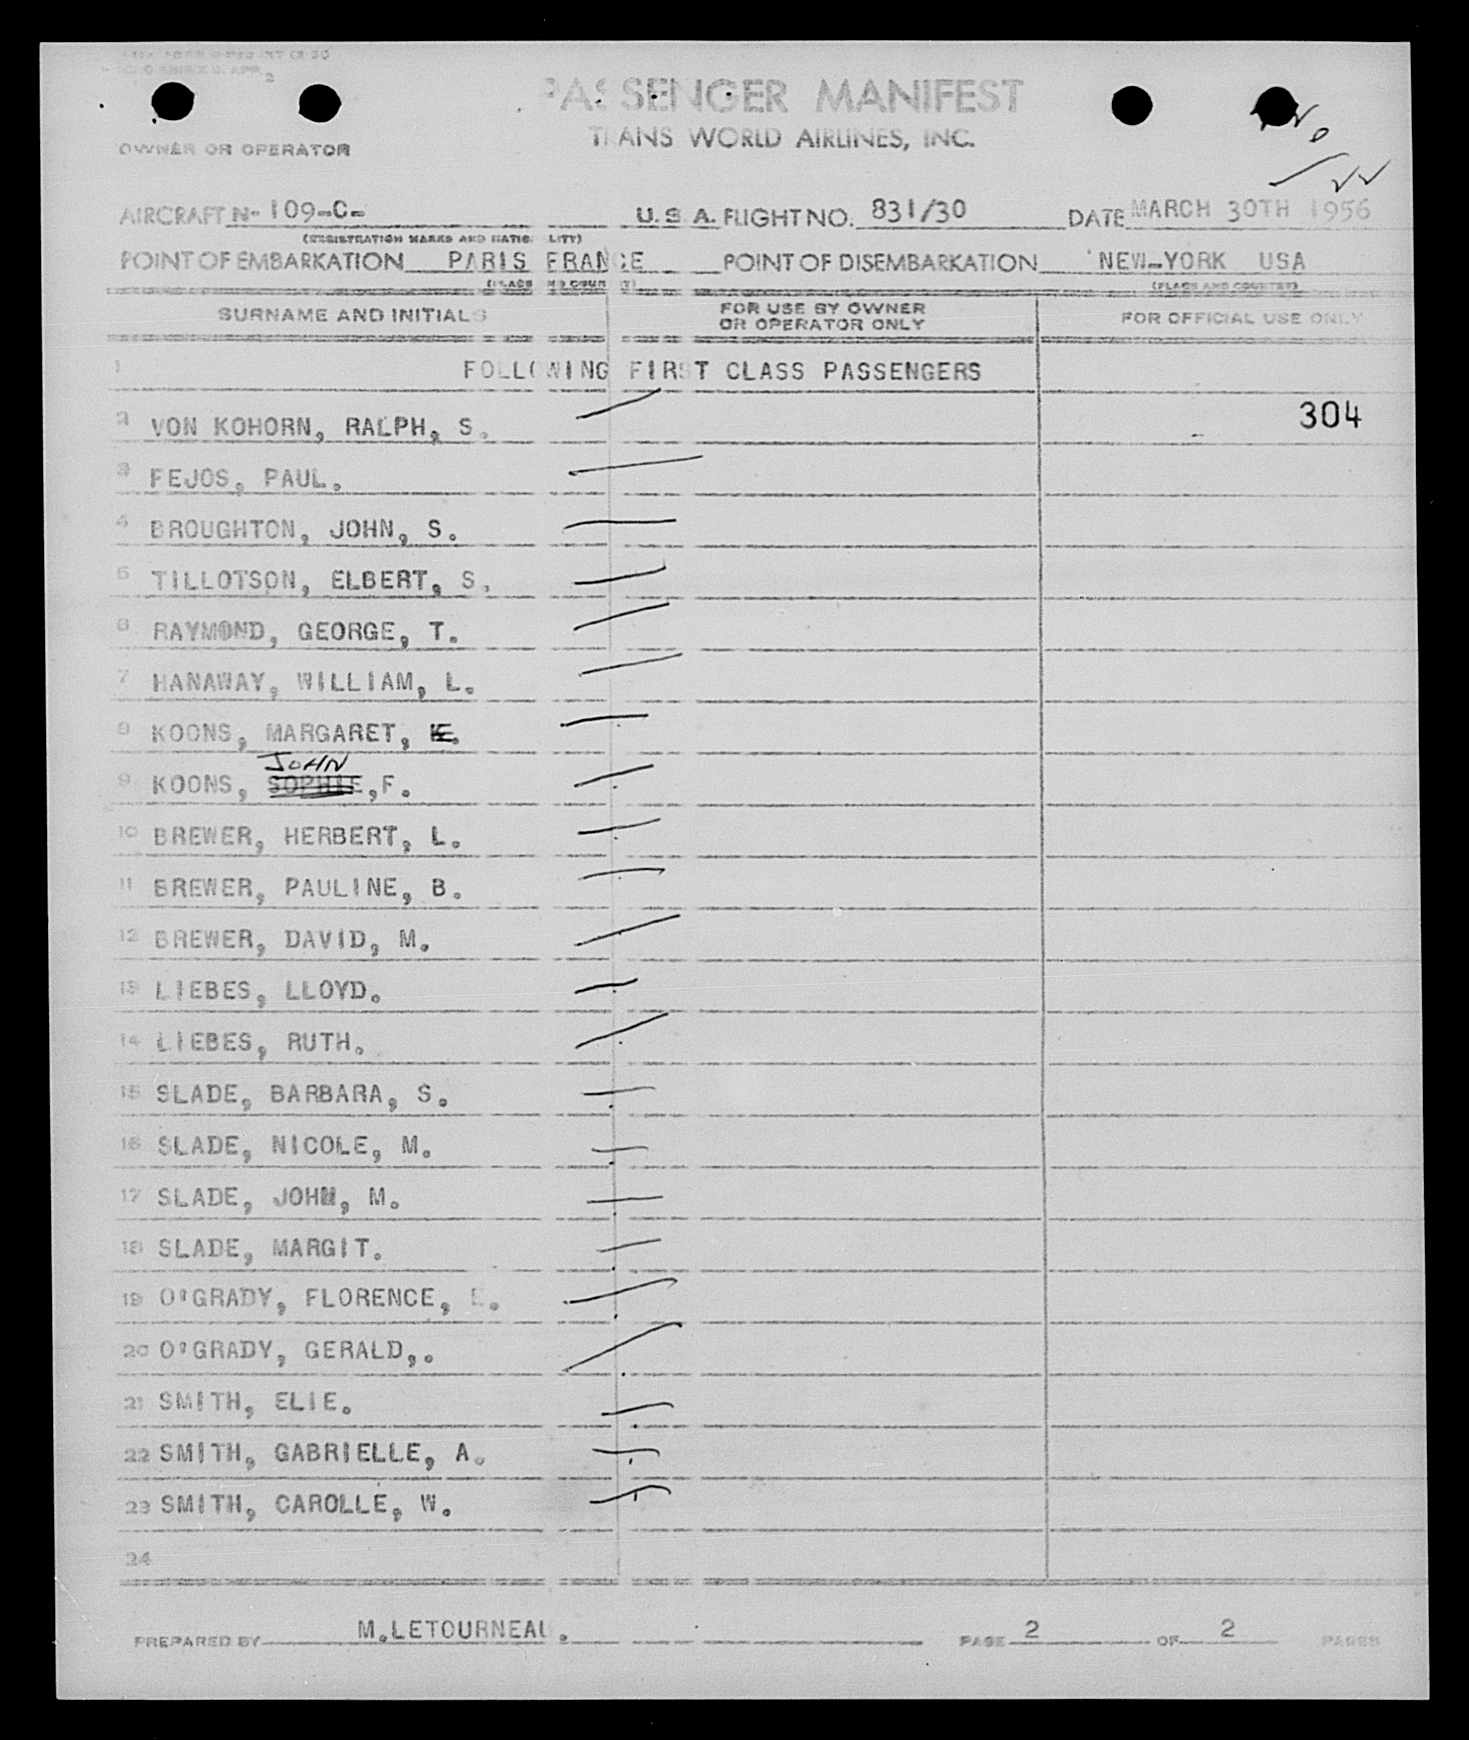 PASSENGER MANIFEST
TRANS WORLD AIRLINES, INC.
OWNER OR OPERATOR
AIRCRAFT N-109-C- U.S.A. FLIGHT NO. 831/30 DATE MARCH 30TH 1956
(REGISTRATION MARKS AND NATIONALITY)
POINT OF EMBARKATION PARIS FRANCE POINT OF DISEMBARKATION NEW-YORK USA
(PLACE AND COUNTRY) (PLACE AND COUNTRY)
SURNAME AND INITIALS FOR USE BY OWNER OR OPERATOR ONLY FOR OFFICIAL USE ONLY
1 FOLLOWING FIRST CLASS PASSENGERS
2 VON KOHORN, RALPH, S. 304
3 FEJOS, PAUL.
4 BROUGHTON, JOHN, S.
5 TILLOTSON, ELBERT, S.
6 RAYMOND, GEORGE, T.
7 HANAWAY, WILLIAM, L.
8 KOONS, MARGARET, K.
JOHN
9 KOONS, SOPHIE,F.
10 BREWER, HERBERT, L.
11 BREWER, PAULINE, B.
12 BREWER, DAVID, M.
13 LIEBES, LLOYD.
14 LIEBES, RUTH.
15 SLADE, BARBARA, S.
16 SLADE, NICOLE, M.
17 SLADE, JOHN, M.
18 SLADE, MARGIT.
19 O'GRADY, FLORENCE, E.
20 O'GRADY, GERALD,.
21 SMITH, ELIE.
22 SMITH, GABRIELLE, A.
23 SMITH, CAROLLE, W.
24
PREPARED BY M.LETOURNEAU. PAGE 2 OF 2 PAGES